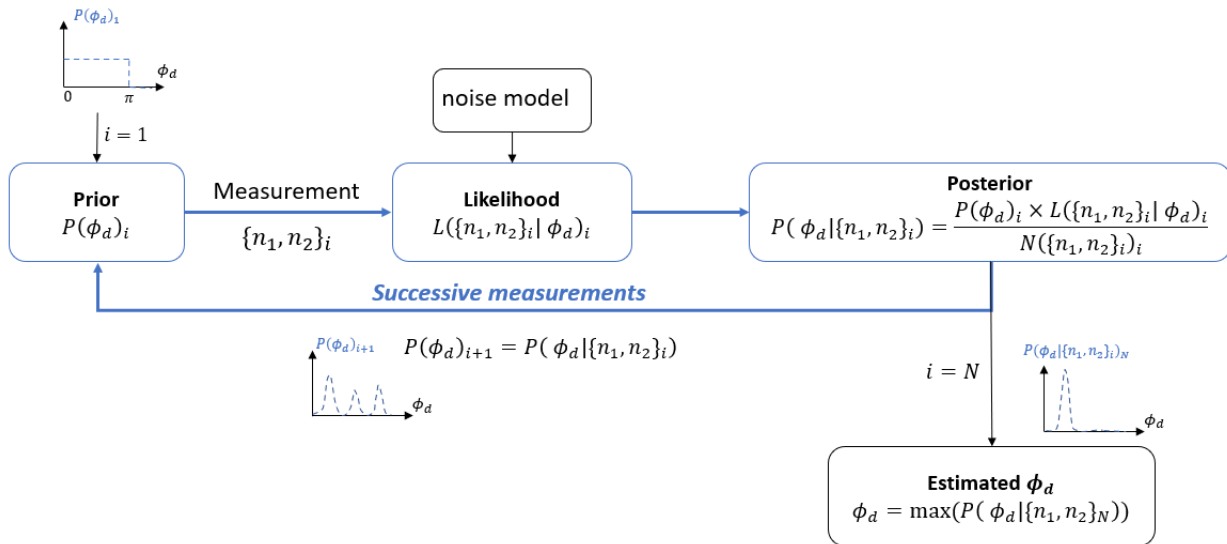 P(ϕ_d)_1
ϕ_d
0
π
i = 1
noise model
Prior
P(ϕ_d)_i
Measurement
{n_1, n_2}_i
Likelihood
L({n_1, n_2}_i| ϕ_d)_i
Posterior
P( ϕ_d|{n_1, n_2}_i) = P(ϕ_d)_i × L({n_1, n_2}_i| ϕ_d)_i / N({n_1, n_2}_i)_i
Successive measurements
P(ϕ_d)_{i+1}
ϕ_d
P(ϕ_d)_{i+1} = P( ϕ_d|{n_1, n_2}_i)
i = N
P(ϕ_d|{n_1, n_2}_i)_N
ϕ_d
Estimated ϕ_d
ϕ_d = max(P( ϕ_d|{n_1, n_2}_N))